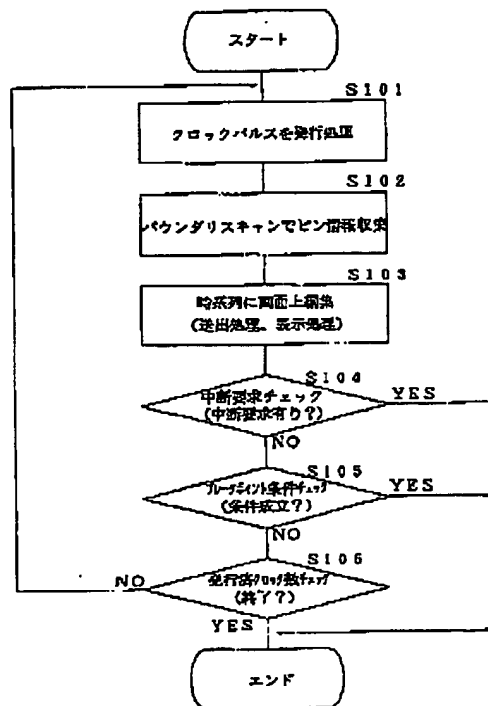 スタート
S101
クロックパルスを発行処理
S102
バウンダリスキャンでピン情報収集
S103
時系列に画面上編集
(送出処理、表示処理)
S104
中断要求チェック
(中断要求有り?)
YES
NO
S105
ブレークポイント条件チェック
(条件成立?)
YES
NO
S106
発行済クロック数チェック
(終了?)
NO
YES
エンド